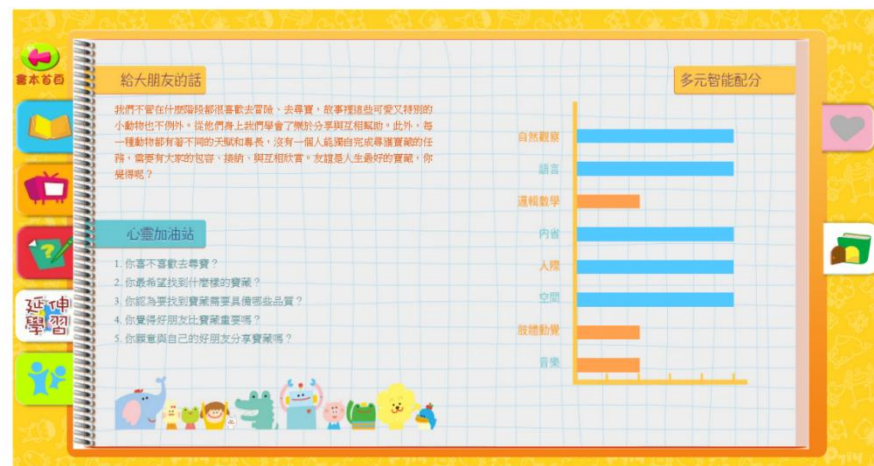 繪本首頁
給大朋友的話
我們不管在什麼階段都很喜歡去冒險、去尋寶，故事裡這些可愛又特別的
小動物也不例外。從他們身上我們學會了樂於分享與互相幫助。此外，每
一種動物都有著不同的天賦和專長，沒有一個人能獨自完成尋獲寶藏的任
務，需要有大家的包容、接納、與互相欣賞。友誼是人生最好的寶藏，你
覺得呢？
心靈加油站
1. 你喜不喜歡去尋寶？
2. 你最希望找到什麼樣的寶藏？
3. 你認為要找到寶藏需要具備哪些品質？
4. 你覺得好朋友比寶藏重要嗎？
5. 你願意與自己的好朋友分享寶藏嗎？
延伸
學習
多元智能配分
自然觀察
語言
邏輯數學
內省
人際
空間
肢體動覺
音樂